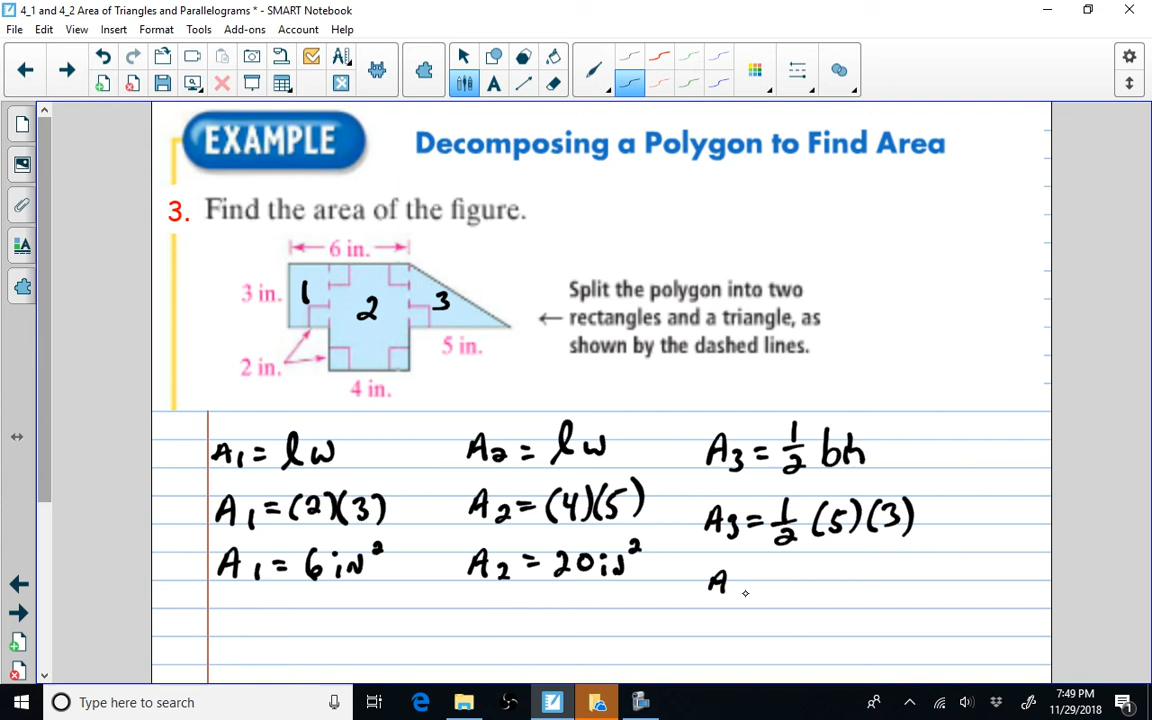 4_1 and 4_2 Area of Triangles and Parallelograms * - SMART Notebook
File Edit View Insert Format Tools Add-ons Account Help
EXAMPLE Decomposing a Polygon to Find Area
3. Find the area of the figure.
6 in.
3 in. 1 2 3
2 in. 5 in.
4 in.
Split the polygon into two
← rectangles and a triangle, as
shown by the dashed lines.
A1 = lw A2 = lw A3 = 1/2 bh
A1 = (2)(3) A2 = (4)(5) A3 = 1/2 (5)(3)
A1 = 6 in² A2 = 20 in² A
Type here to search
7:49 PM
11/29/2018
1